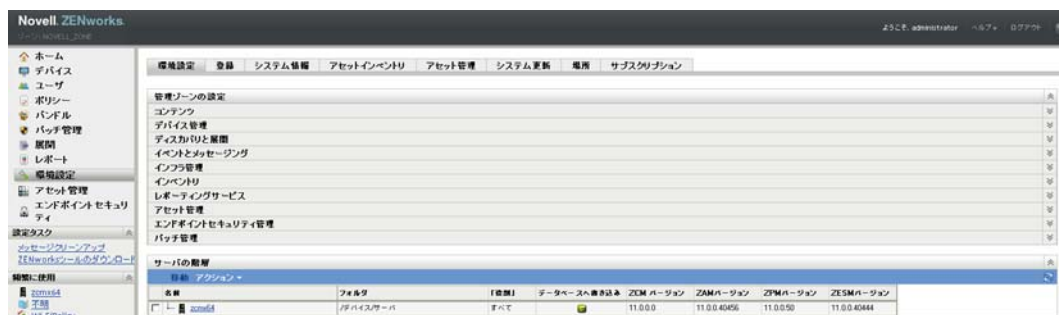 Novell ZENworks.
ゾーン: NOVELL_ZONE
ようこそ, administrator ヘルプ ログアウト
ホーム
デバイス
ユーザ
ポリシー
バンドル
パッチ管理
展開
レポート
環境設定
アセット管理
エンドポイントセキュリ
ティ
設定タスク
メッセージクリーンアップ
ZENworksツールのダウンロード
頻繁に使用
zcmx64
不明
環境設定 登録 システム情報 アセットインベントリ アセット管理 システム更新 場所 サブスクリプション
管理ゾーンの設定
コンテンツ
デバイス管理
ディスカバリと展開
イベントとメッセージング
インフラ管理
インベントリ
レポーティングサービス
アセット管理
エンドポイントセキュリティ管理
パッチ管理
サーバの階層
移動 アクション
名前 フォルダ 「役割」 データベースへ書き込み ZCM バージョン ZAMバージョン ZPMバージョン ZESMバージョン
zcmx64 /デバイス/サーバ すべて 11.0.0.0 11.0.0.40456 11.0.0.50 11.0.0.40444